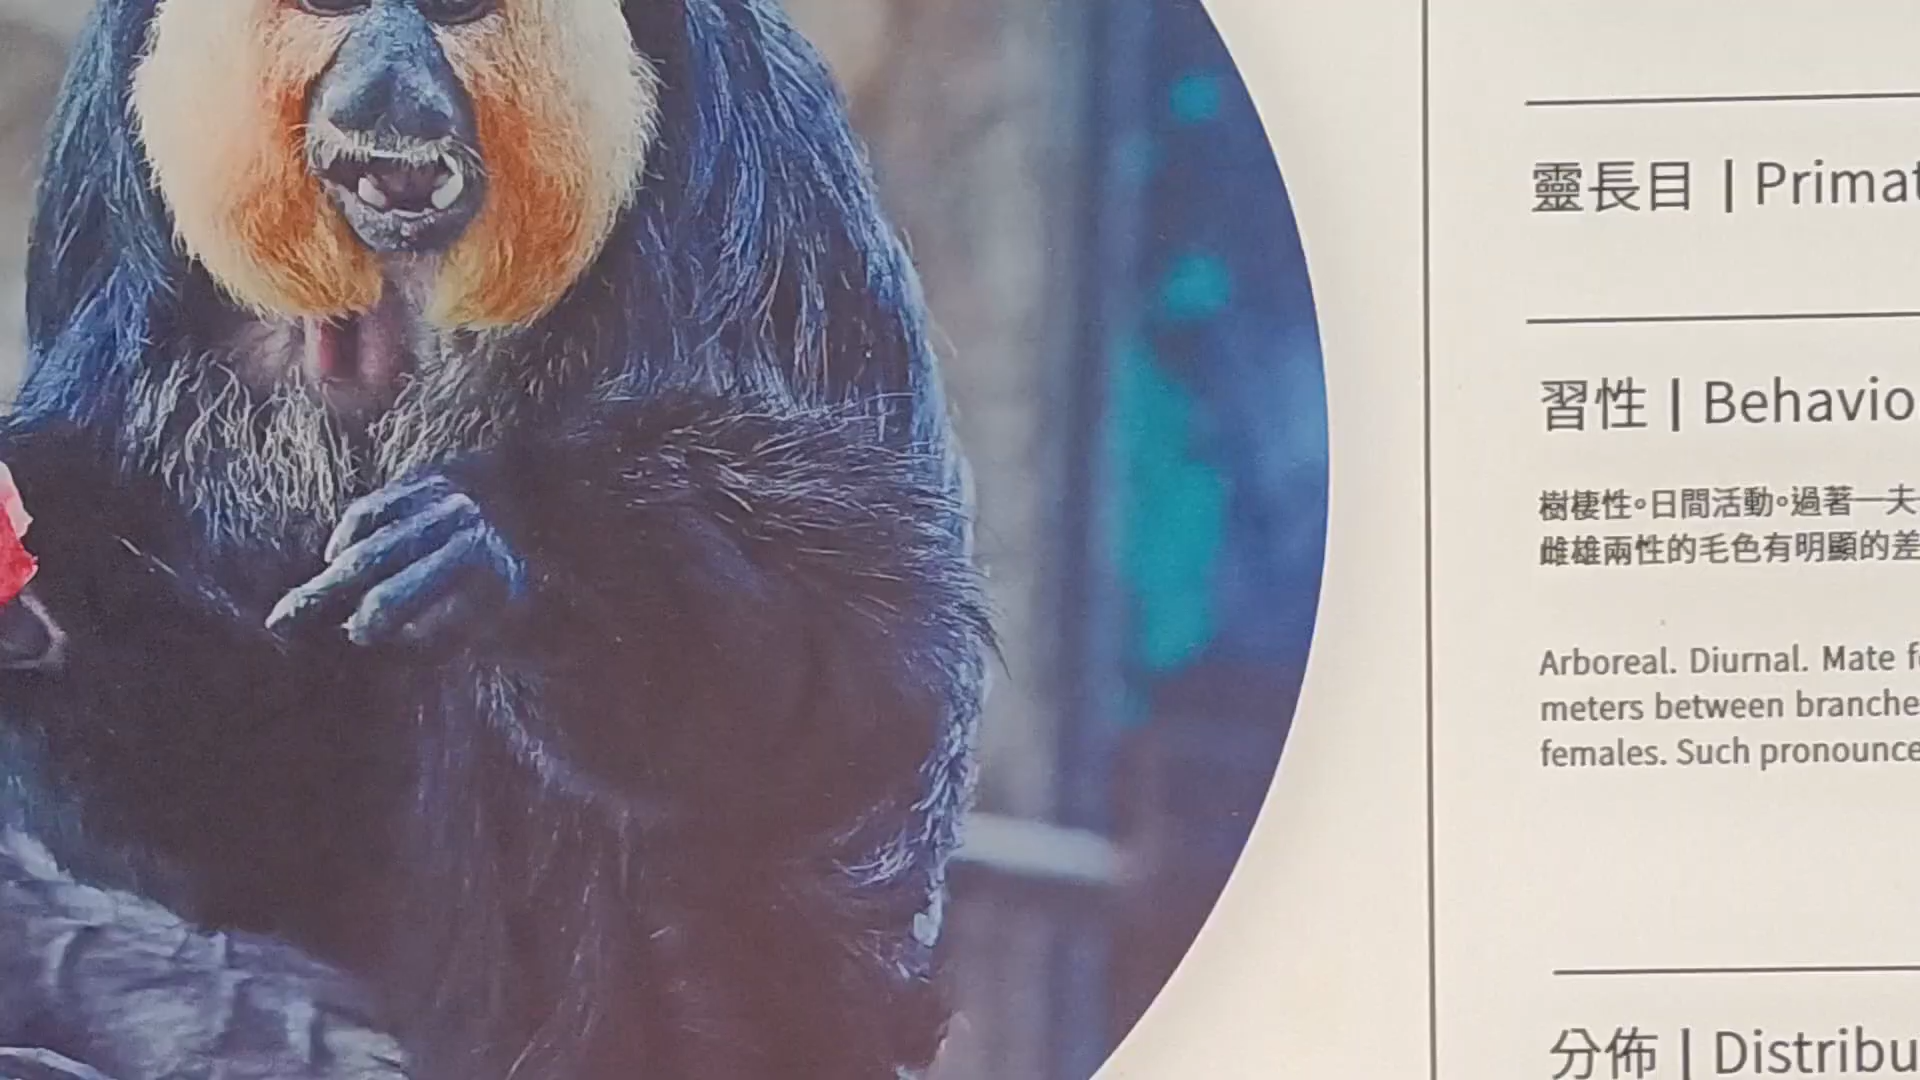 靈長目 | Primat
習性 | Behavio
樹棲性。日間活動。過著一夫
雌雄兩性的毛色有明顯的差
Arboreal. Diurnal. Mate f
meters between branche
females. Such pronounce
分佈 | Distribu